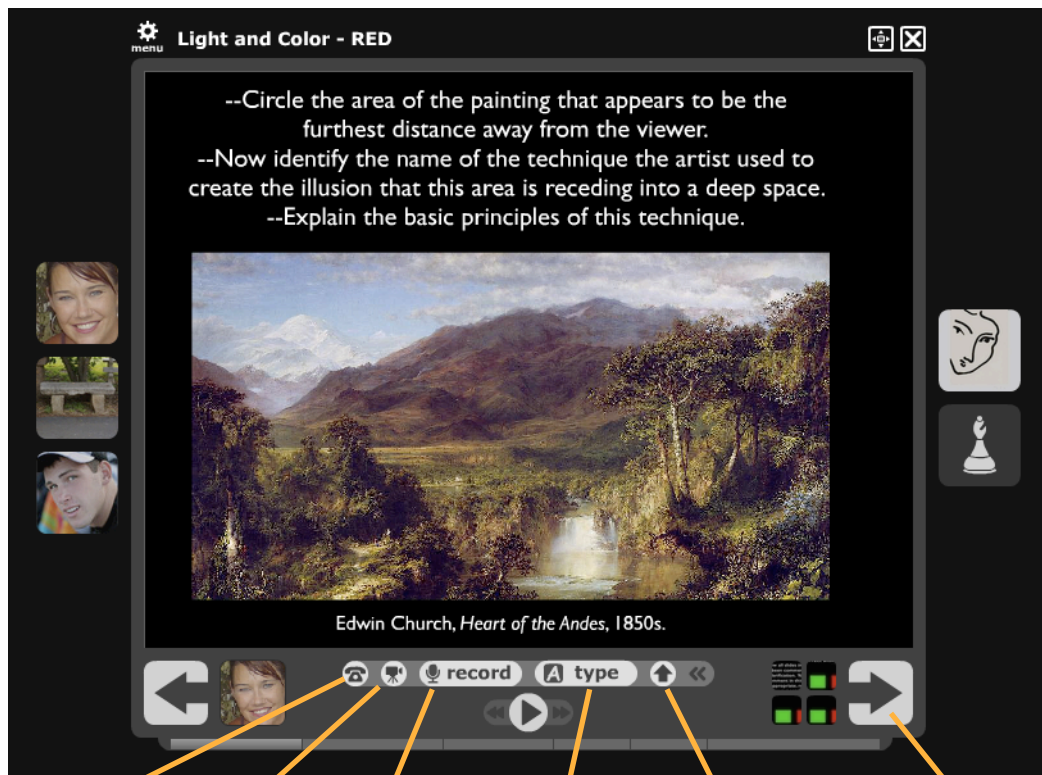 menu
Light and Color - RED
--Circle the area of the painting that appears to be the
furthest distance away from the viewer.
--Now identify the name of the technique the artist used to
create the illusion that this area is receding into a deep space.
--Explain the basic principles of this technique.
Edwin Church, Heart of the Andes, 1850s.
record
A type